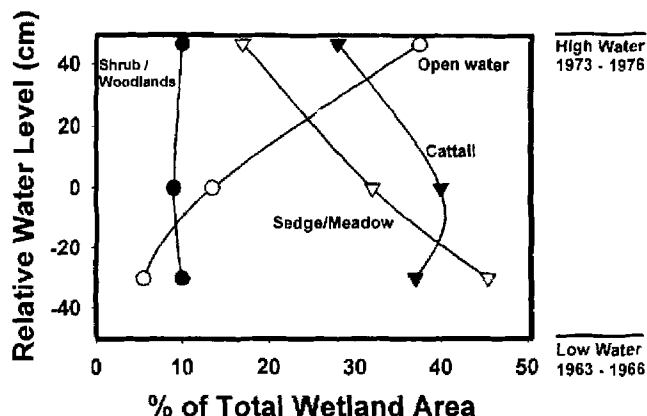 Relative Water Level (cm)
40
20
0
-20
-40
Shrub /
Woodlands
Open water
Cattail
Sedge/Meadow
High Water
1973 - 1976
Low Water
1963 - 1966
0
10
20
30
40
50
% of Total Wetland Area